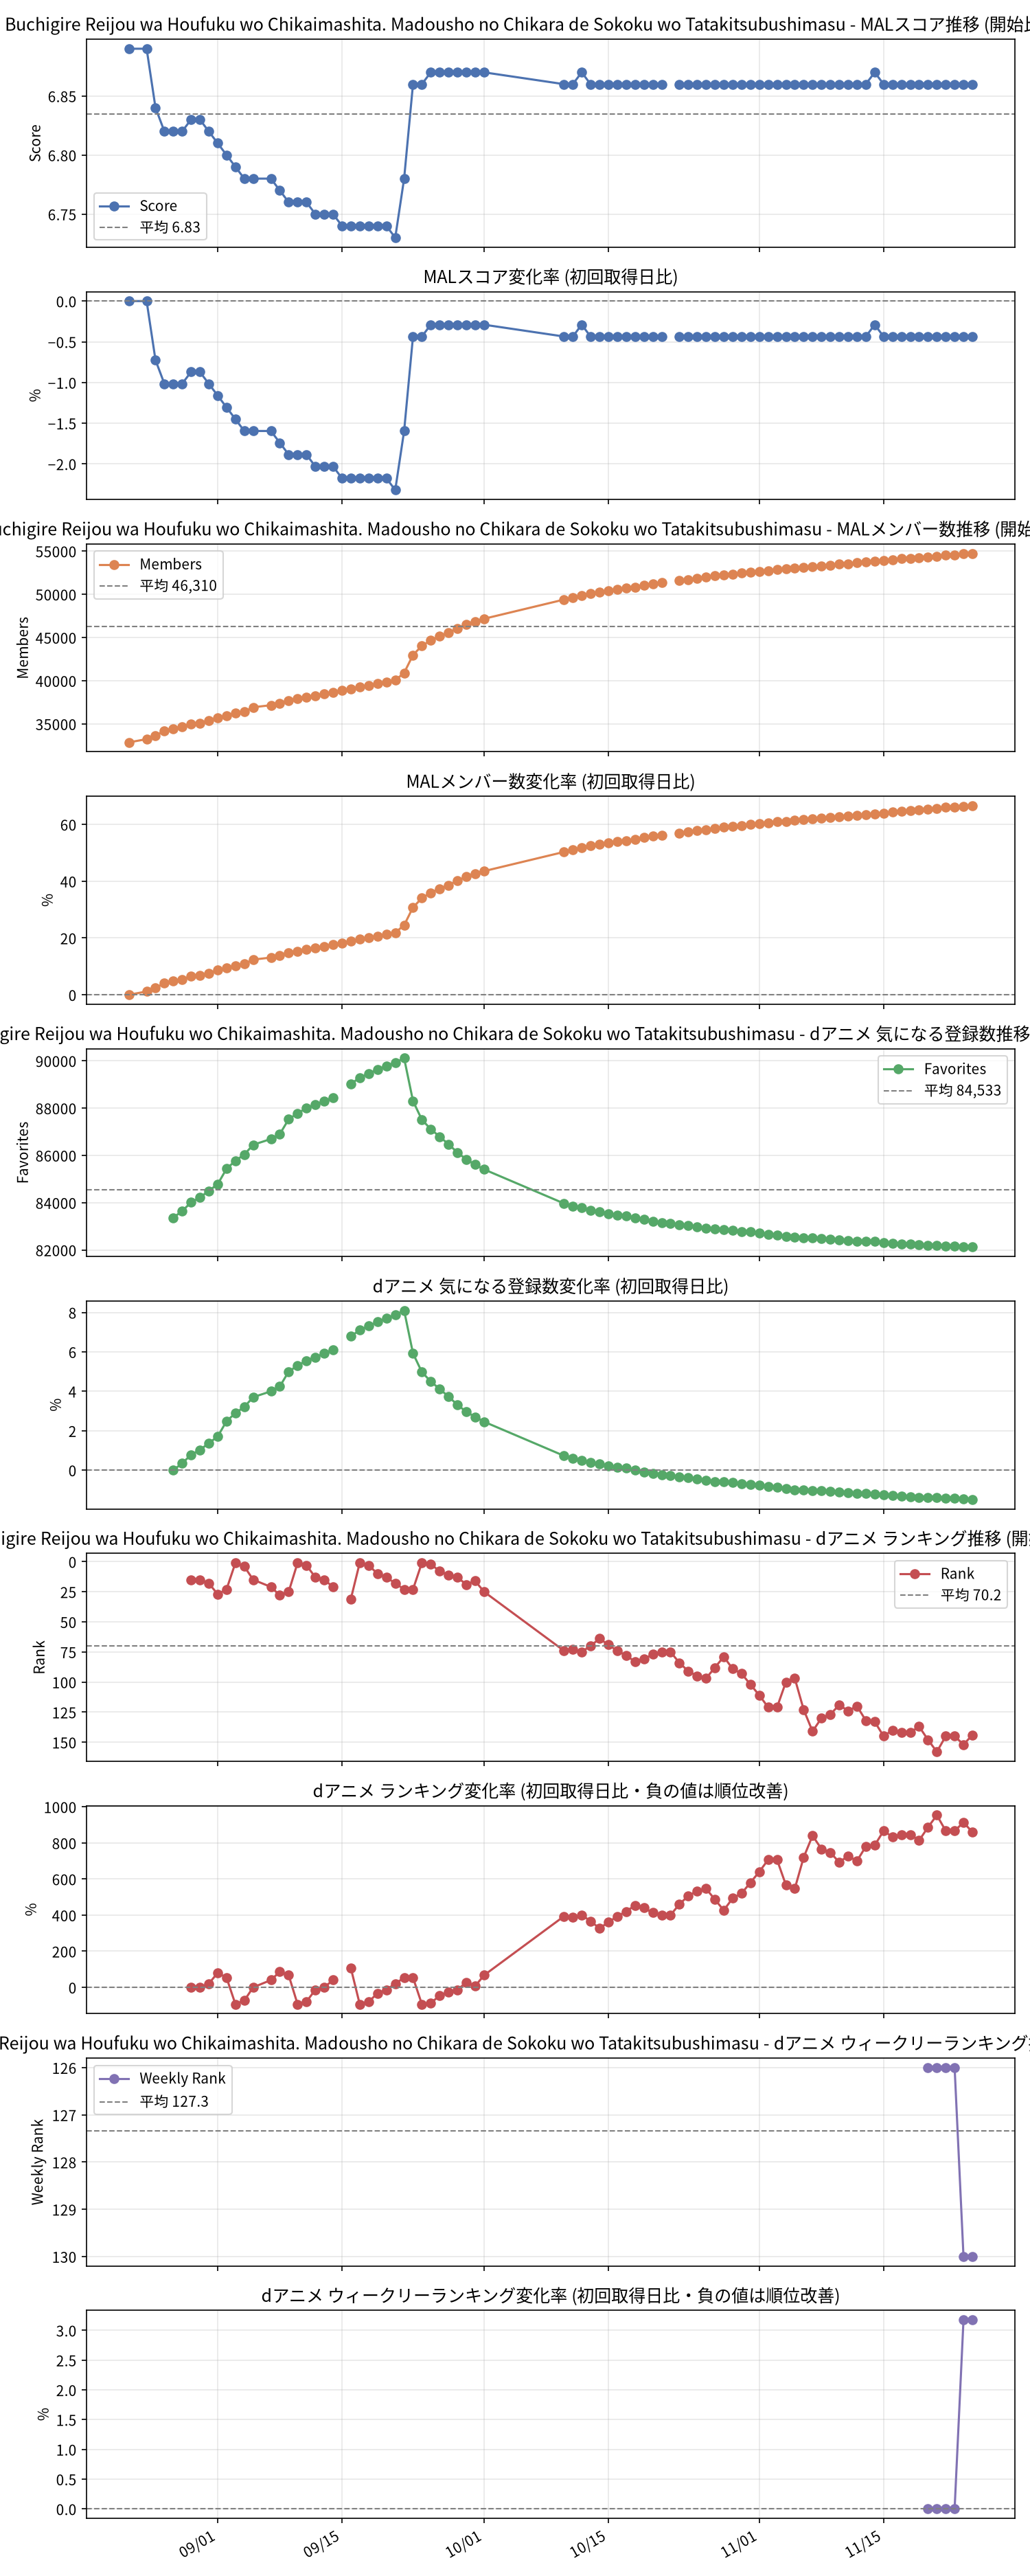 Buchigire Reijou wa Houfuku wo Chikaimashita. Madousho no Chikara de Sokoku wo Tatakitsubushimasu - MALスコア推移 (開始
6.85
6.80
6.75
Score
Score
平均 6.83
MALスコア変化率 (初回取得日比)
0.0
−0.5
−1.0
−1.5
−2.0
%
uchigire Reijou wa Houfuku wo Chikaimashita. Madousho no Chikara de Sokoku wo Tatakitsubushimasu - MALメンバー数推移 (開始
55000
50000
45000
40000
35000
Members
Members
平均 46,310
MALメンバー数変化率 (初回取得日比)
60
40
20
0
%
gire Reijou wa Houfuku wo Chikaimashita. Madousho no Chikara de Sokoku wo Tatakitsubushimasu - dアニメ 気になる登録数推移
90000
88000
86000
84000
82000
Favorites
Favorites
平均 84,533
dアニメ 気になる登録数変化率 (初回取得日比)
8
6
4
2
0
%
igire Reijou wa Houfuku wo Chikaimashita. Madousho no Chikara de Sokoku wo Tatakitsubushimasu - dアニメ ランキング推移 (開
0
25
50
75
100
125
150
Rank
Rank
平均 70.2
dアニメ ランキング変化率 (初回取得日比・負の値は順位改善)
1000
800
600
400
200
0
%
Reijou wa Houfuku wo Chikaimashita. Madousho no Chikara de Sokoku wo Tatakitsubushimasu - dアニメ ウィークリーランキング
126
127
128
129
130
Weekly Rank
Weekly Rank
平均 127.3
dアニメ ウィークリーランキング変化率 (初回取得日比・負の値は順位改善)
3.0
2.5
2.0
1.5
1.0
0.5
0.0
%
09/01
09/15
10/01
10/15
11/01
11/15